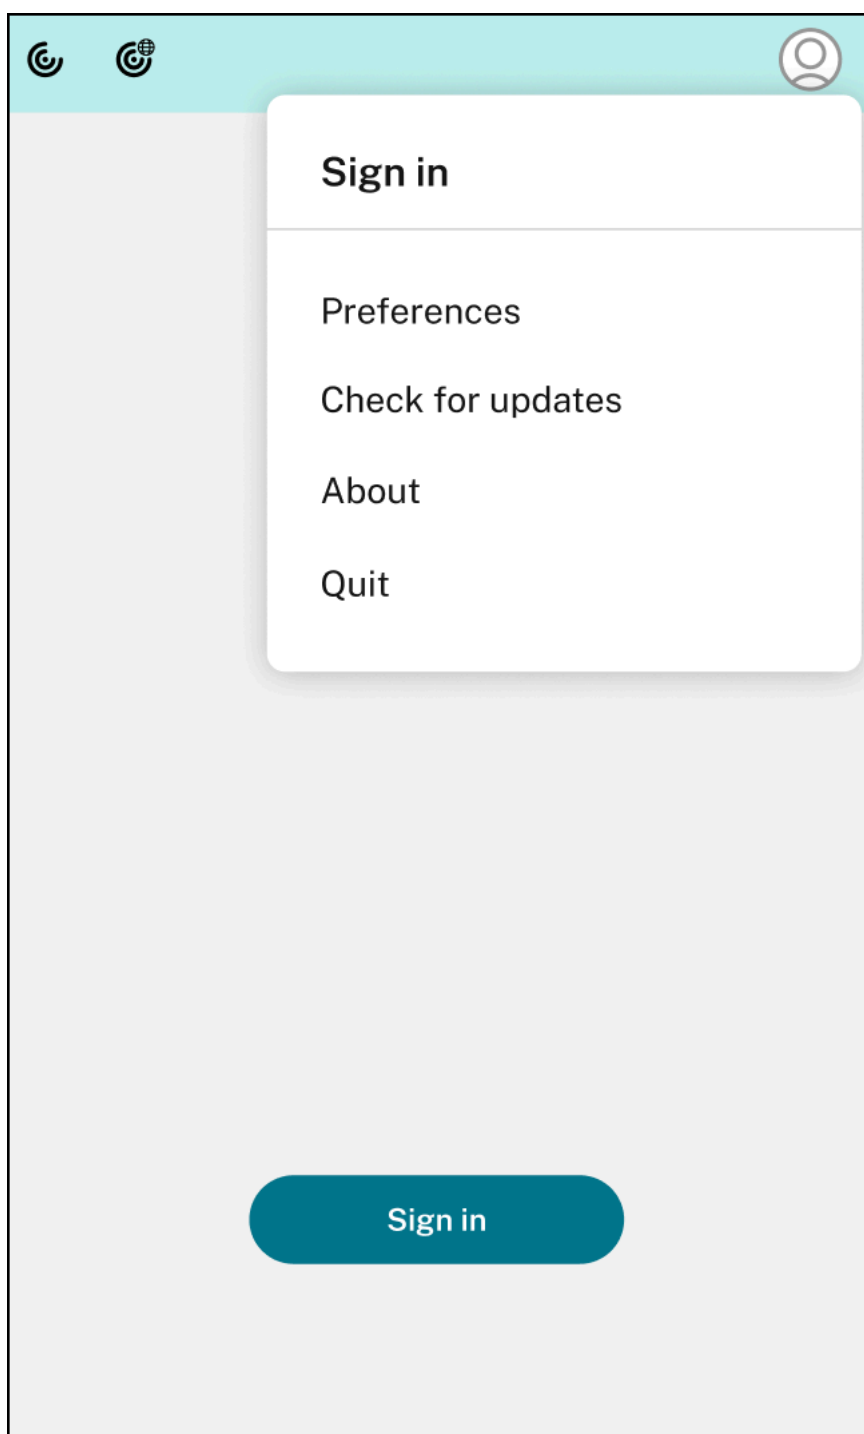 Sign in
Preferences
Check for updates
About
Quit
Sign in